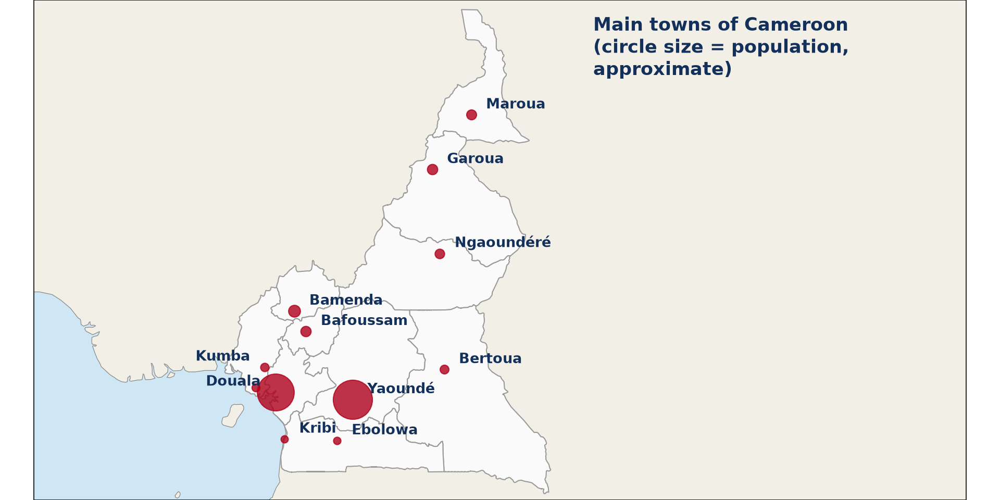 Main towns of Cameroon
(circle size = population,
approximate)
Maroua
Garoua
Ngaoundéré
Bamenda
Bafoussam
Kumba
Bertoua
Douala
Yaoundé
Kribi
Ebolowa